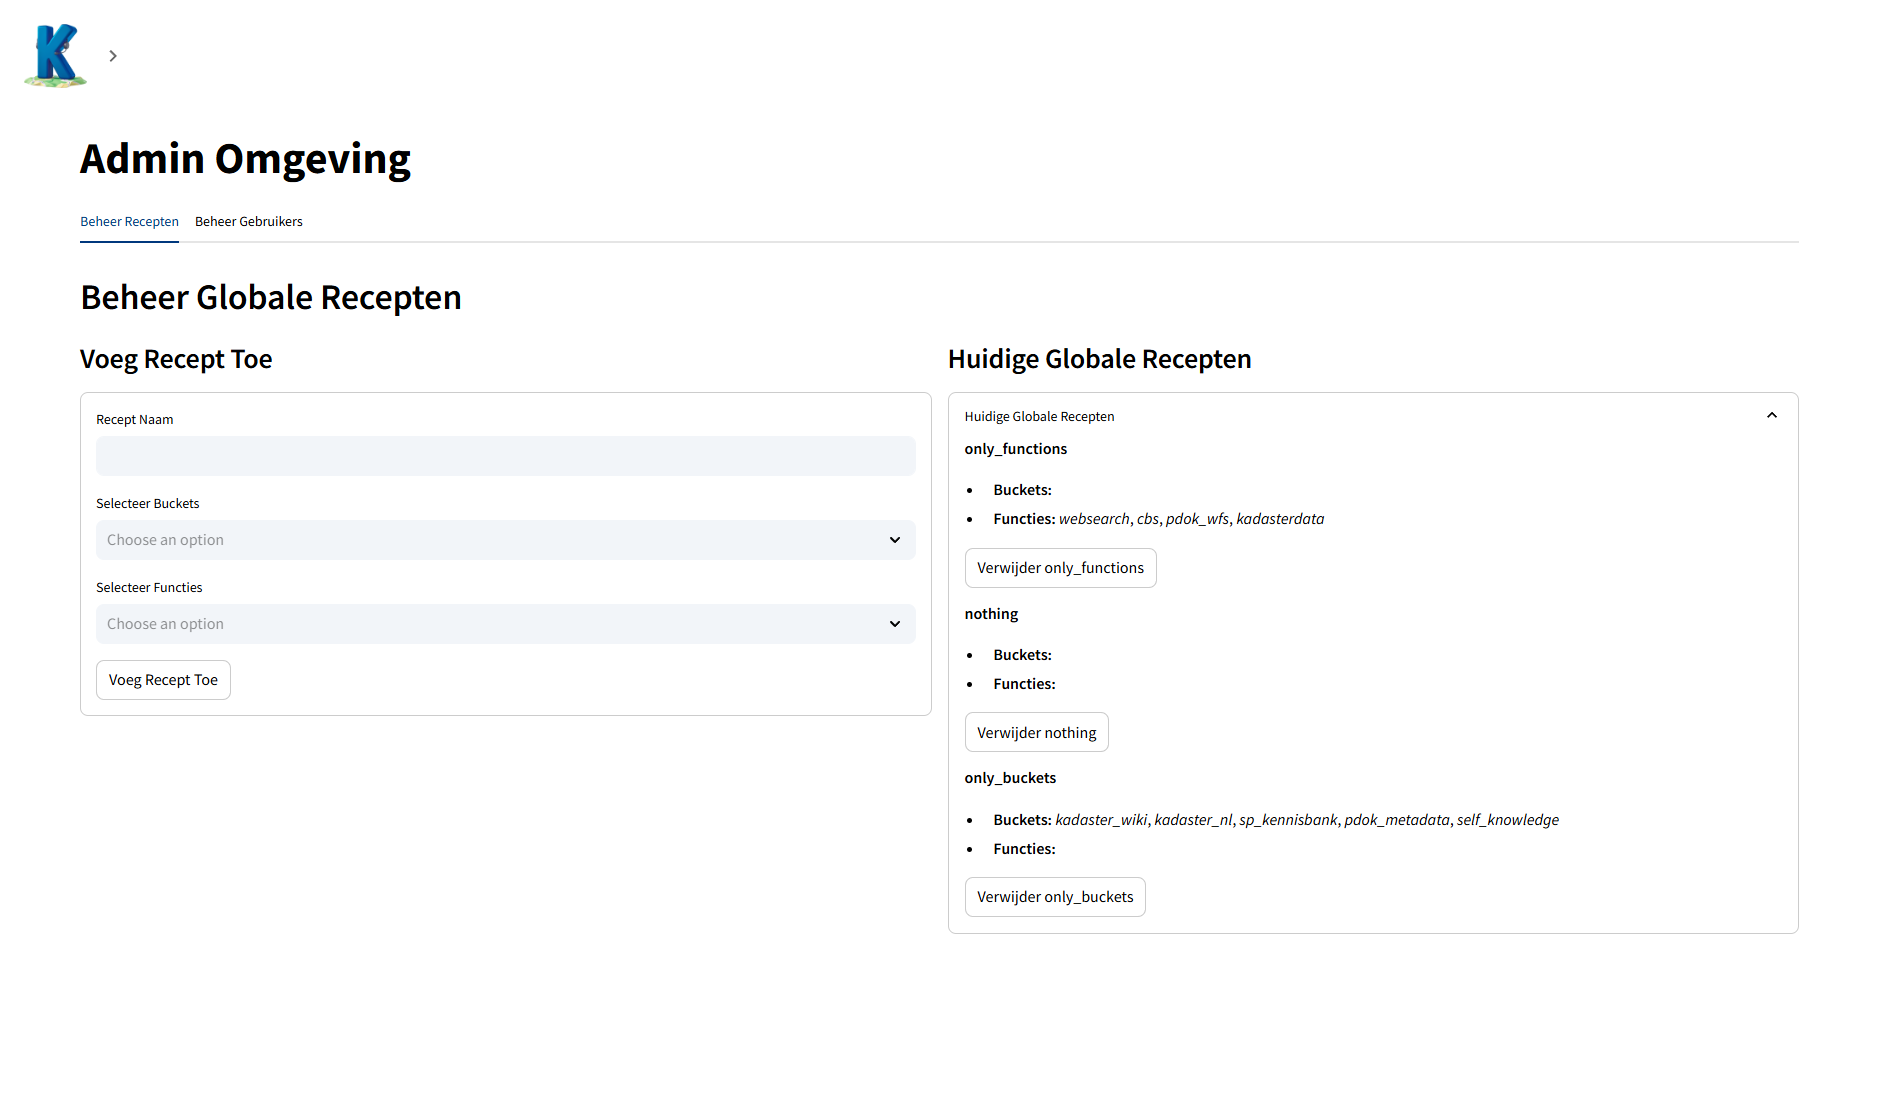 K
Admin Omgeving
Beheer Recepten Beheer Gebruikers
Beheer Globale Recepten
Voeg Recept Toe
Recept Naam
Selecteer Buckets
Choose an option
Selecteer Functies
Choose an option
Voeg Recept Toe
Huidige Globale Recepten
Huidige Globale Recepten
only_functions
• Buckets:
• Functies: websearch, cbs, pdok_wfs, kadasterdata
Verwijder only_functions
nothing
• Buckets:
• Functies:
Verwijder nothing
only_buckets
• Buckets: kadaster_wiki, kadaster_nl, sp_kennisbank, pdok_metadata, self_knowledge
• Functies:
Verwijder only_buckets